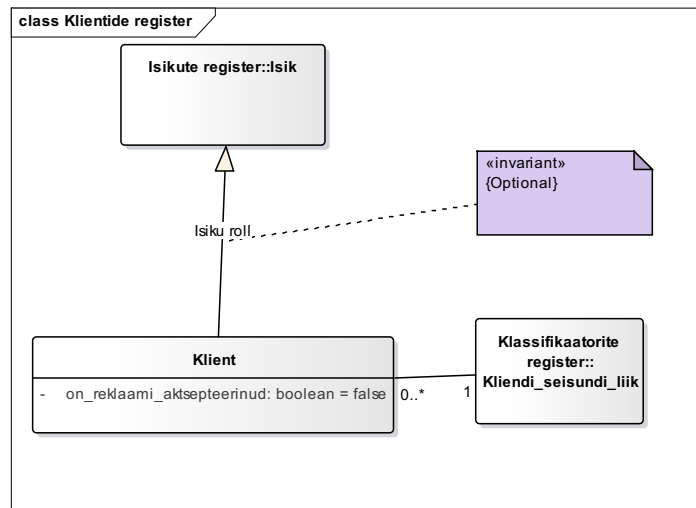 class Klientide register
Isikute register::Isik
«invariant»
{Optional}
Isiku roll
Klient
- on_reklaami_aktsepteerinud: boolean = false
0..*
1
Klassifikaatorite
register::
Kliendi_seisundi_liik